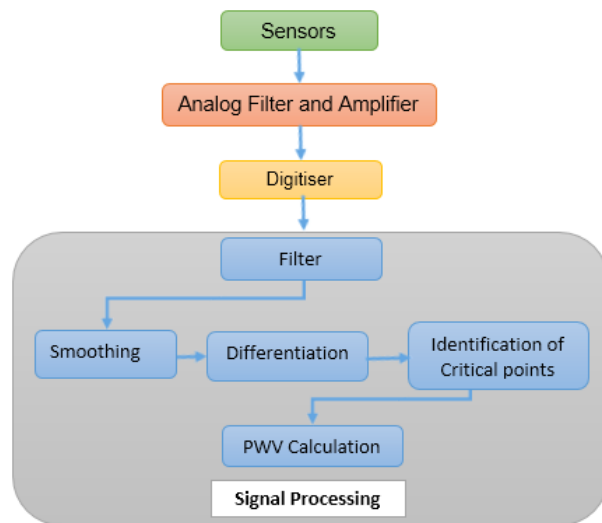 Sensors
Analog Filter and Amplifier
Digitiser
Filter
Smoothing
Differentiation
Identification of
Critical points
PWV Calculation
Signal Processing